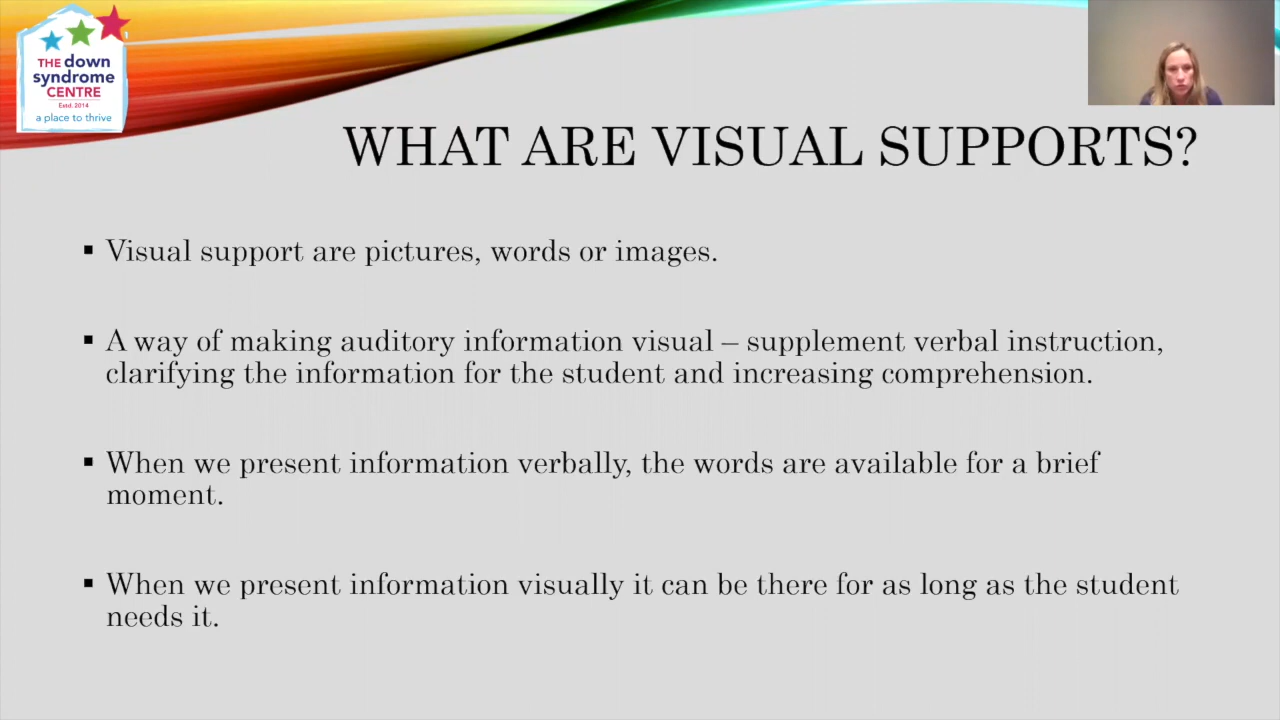 THE down
syndrome
CENTRE
Estd. 2014
a place to thrive
WHAT ARE VISUAL SUPPORTS?
▪ Visual support are pictures, words or images.
▪ A way of making auditory information visual – supplement verbal instruction,
clarifying the information for the student and increasing comprehension.
▪ When we present information verbally, the words are available for a brief
moment.
▪ When we present information visually it can be there for as long as the student
needs it.